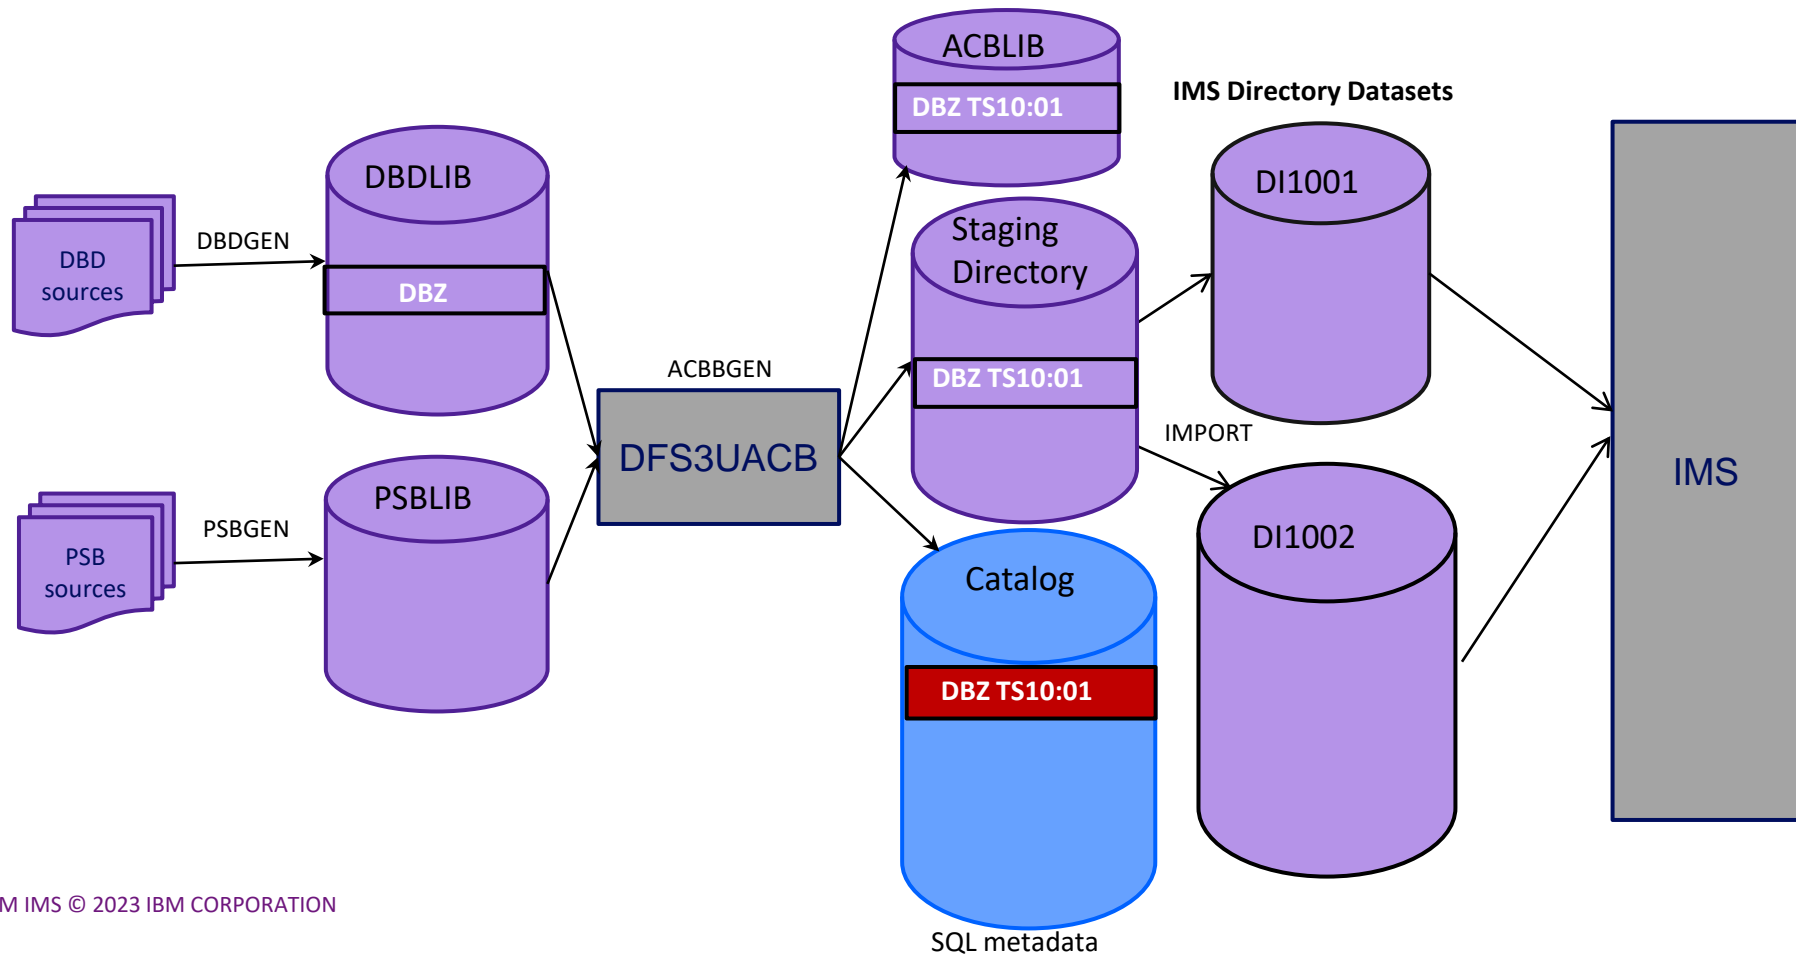 ACBLIB
DBZ TS10:01
IMS Directory Datasets
DBDLIB
DI1001
DBDGEN
DBD
sources
DBZ
Staging
Directory
DBZ TS10:01
ACBBGEN
DFS3UACB
IMPORT
IMS
PSBLIB
PSBGEN
PSB
sources
DI1002
Catalog
DBZ TS10:01
M IMS © 2023 IBM CORPORATION
SQL metadata